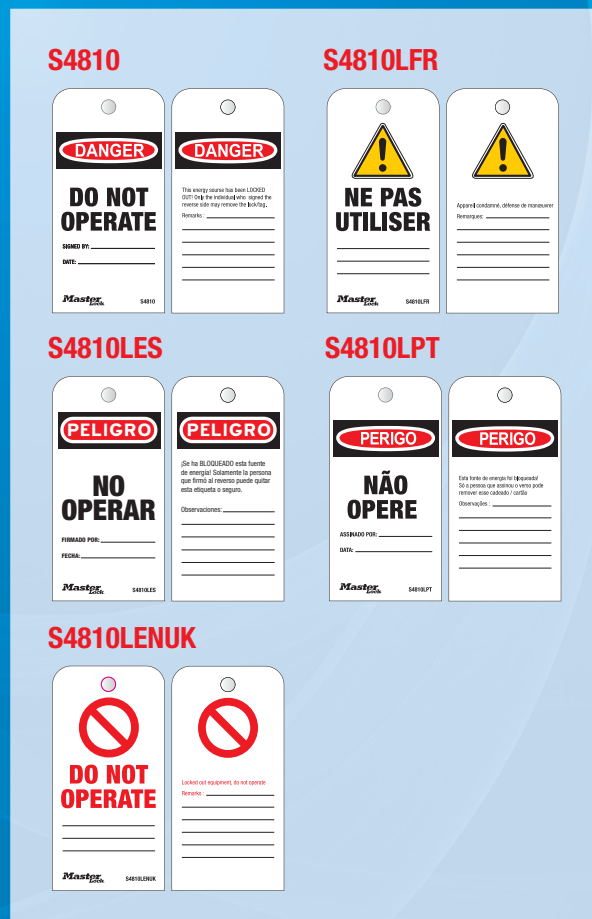 S4810
DANGER
DO NOT
OPERATE
SIGNED BY:
DATE:
Master Lock
S4810
DANGER
This energy sourse has been LOCKED
OUT! Only the individual who signed the
reverse side may remove the lock/tag.
Remarks :
S4810LFR
NE PAS
UTILISER
Master Lock
S4810LFR
Appareil condamné, défense de manœuvrer
Remarques:
S4810LES
PELIGRO
NO
OPERAR
FIRMADO POR:
FECHA:
Master Lock
S4810LES
PELIGRO
¡Se ha BLOQUEADO esta fuente
de energía! Solamente la persona
que firmó al reverso puede quitar
esta etiqueta o seguro.
Observaciones:
S4810LPT
PERIGO
NÃO
OPERE
ASSINADO POR:
DATA:
Master Lock
S4810LPT
PERIGO
Esta fonte de energia foi bloqueada!
Só a pessoa que assinou o verso pode
remover esse cadeado / cartão
Observações :
S4810LENUK
DO NOT
OPERATE
Master Lock
S4810LENUK
Locked out equipment, do not operate
Remarks :